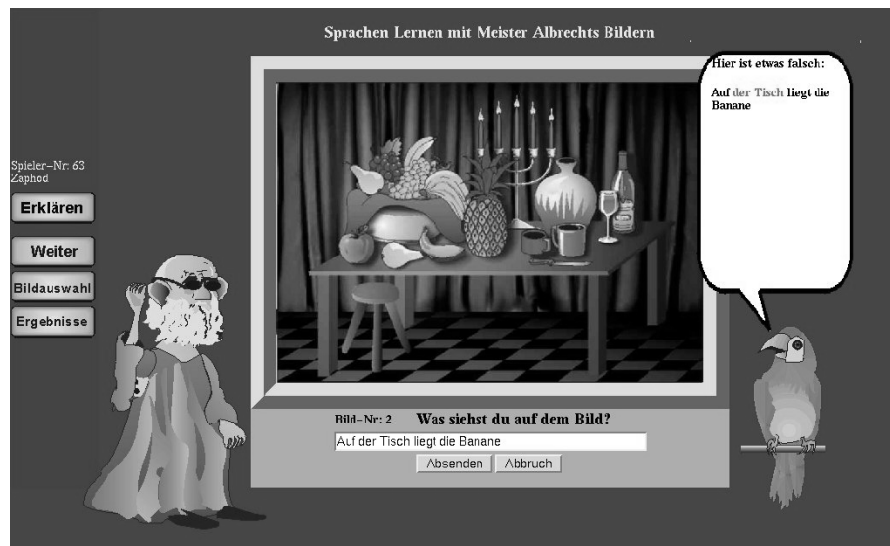 Sprachen Lernen mit Meister Albrechts Bildern
Hier ist etwas falsch:
Auf der Tisch liegt die
Banane
Spieler-Nr: 63
Zaphod
Erklären
Weiter
Bildauswahl
Ergebnisse
Bild-Nr: 2 Was siehst du auf dem Bild?
Auf der Tisch liegt die Banane
Absenden Abbruch